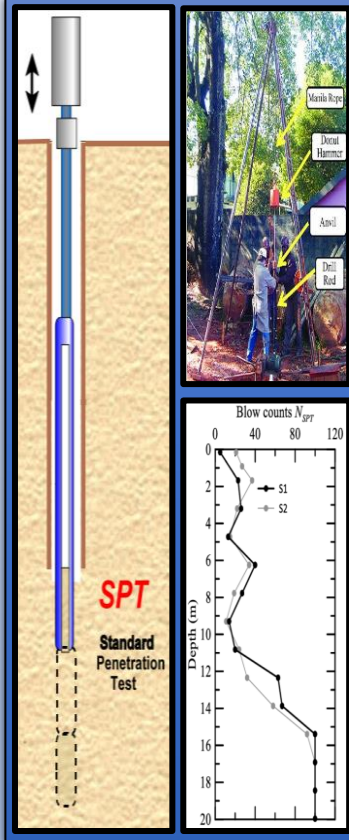 SPT
Standard
Penetration
Test
Manila Rope
Donut
Hammer
Anvil
Drill
Rod
Blow counts N_SPT
0 40 80 120
0
2
4
6
8
10
12
14
16
18
20
Depth (m)
S1
S2